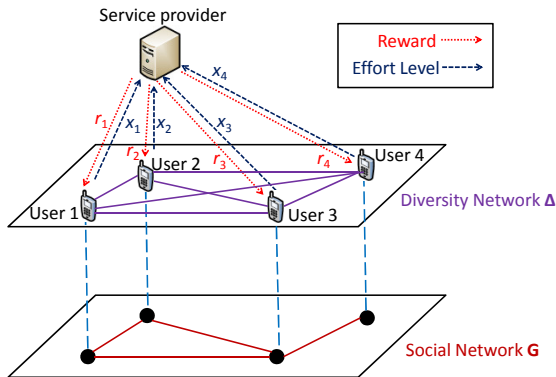 Service provider
Reward
Effort Level
x4
r1
x1
x2
x3
r2
r3
r4
User 4
User 2
User 1
User 3
Diversity Network Δ
Social Network G